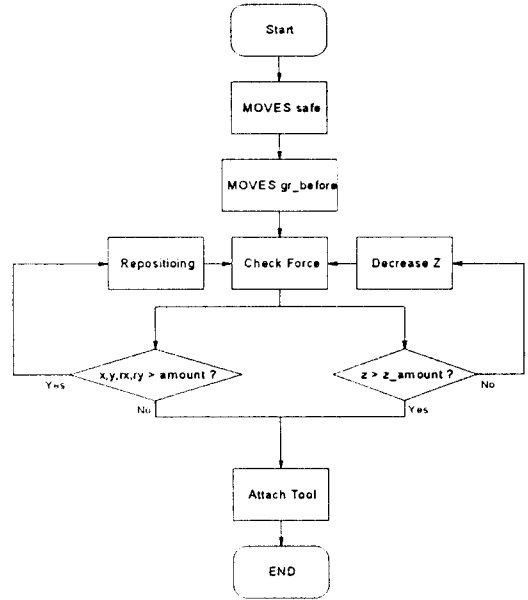 Start
MOVES safe
MOVES gr_before
Repositioing
Check Force
Decrease Z
x,y,rx,ry > amount ?
z > z_amount ?
Yes
No
No
Yes
Attach Tool
END